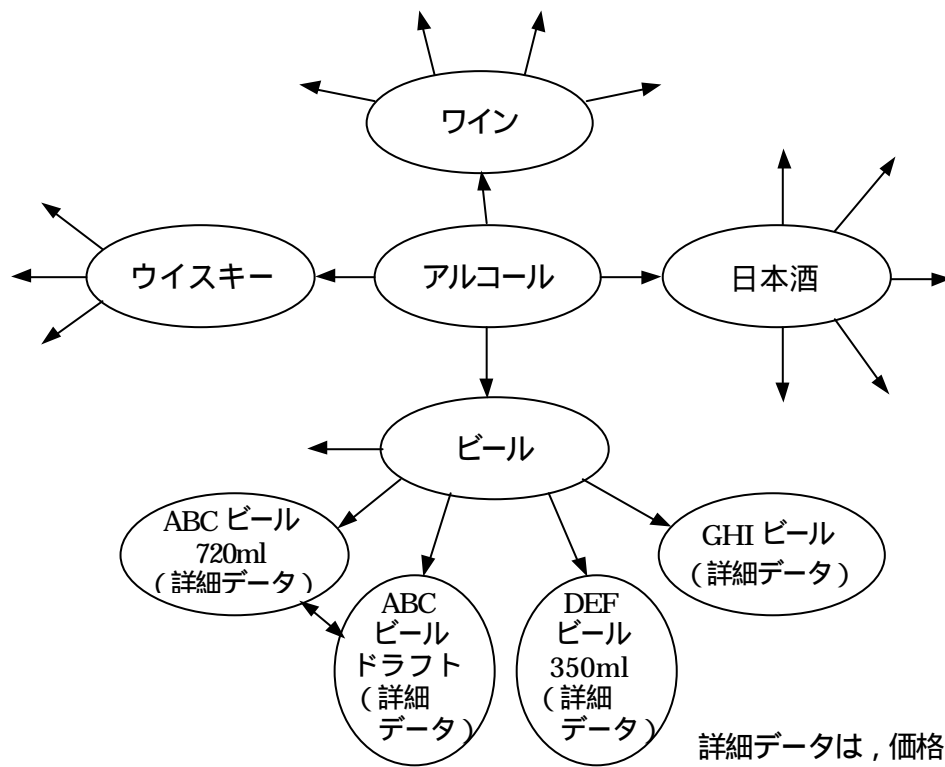 ワイン
ウイスキー
アルコール
日本酒
ビール
ABC ビール
720ml
（詳細データ）
GHI ビール
（詳細データ）
ABC
ビール
ドラフト
（詳細
データ）
DEF
ビール
350ml
（詳細
データ）
詳細データは，価格